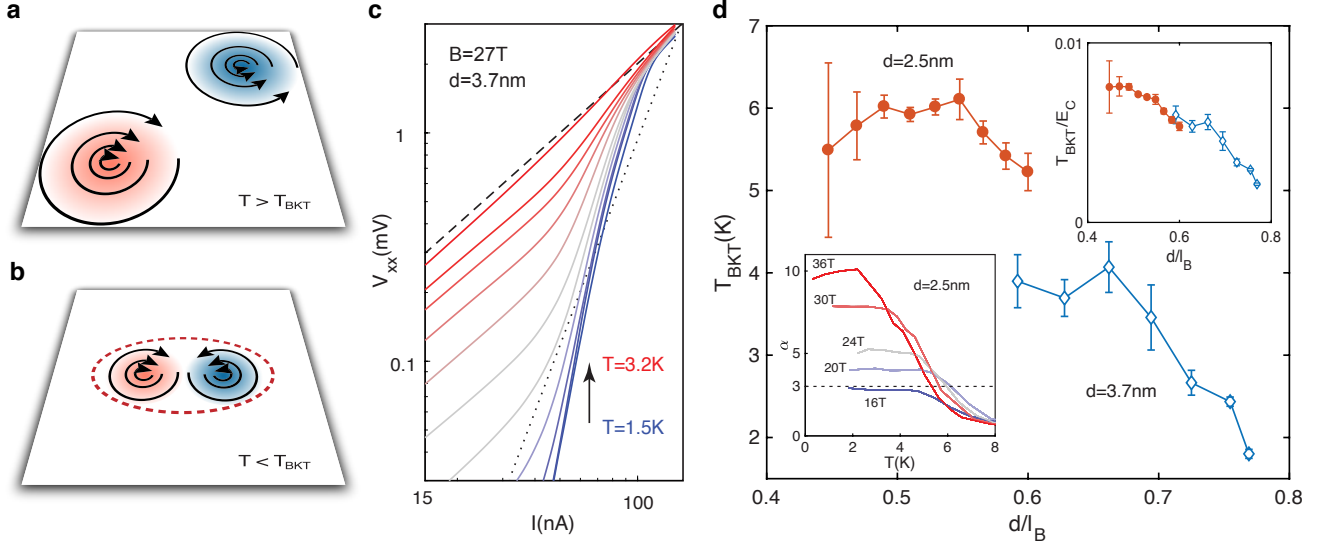 a
T > T_BKT
b
T < T_BKT
c
B=27T
d=3.7nm
V_xx(mV)
1
0.1
T=3.2K
T=1.5K
15
100
I(nA)
d
7
6
5
4
3
2
T_BKT(K)
0.4
0.5
0.6
0.7
0.8
d/l_B
d=2.5nm
d=3.7nm
0.01
0
T_BKT/E_C
0.4
0.6
0.8
d/l_B
36T
d=2.5nm
30T
24T
20T
16T
10
5
3
0
α
0
2
4
6
8
T(K)